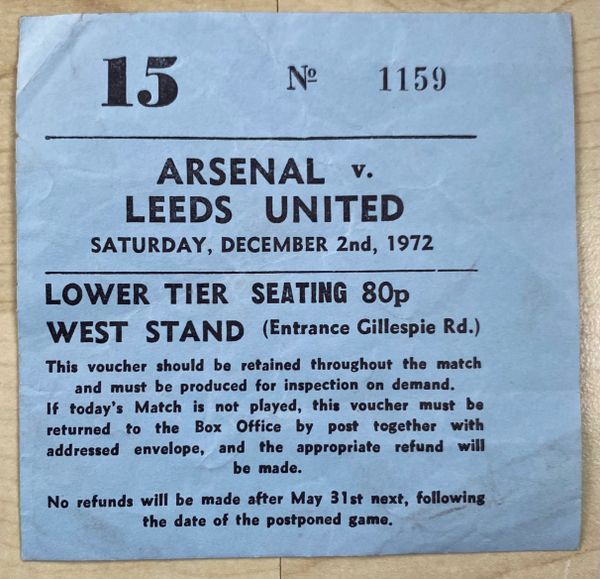 15 Nº 1159
ARSENAL v.
LEEDS UNITED
SATURDAY, DECEMBER 2nd, 1972
LOWER TIER SEATING 80p
WEST STAND (Entrance Gillespie Rd.)
This voucher should be retained throughout the match
and must be produced for inspection on demand.
If today's Match is not played, this voucher must be
returned to the Box Office by post together with
addressed envelope, and the appropriate refund will
be made.
No refunds will be made after May 31st next, following
the date of the postponed game.